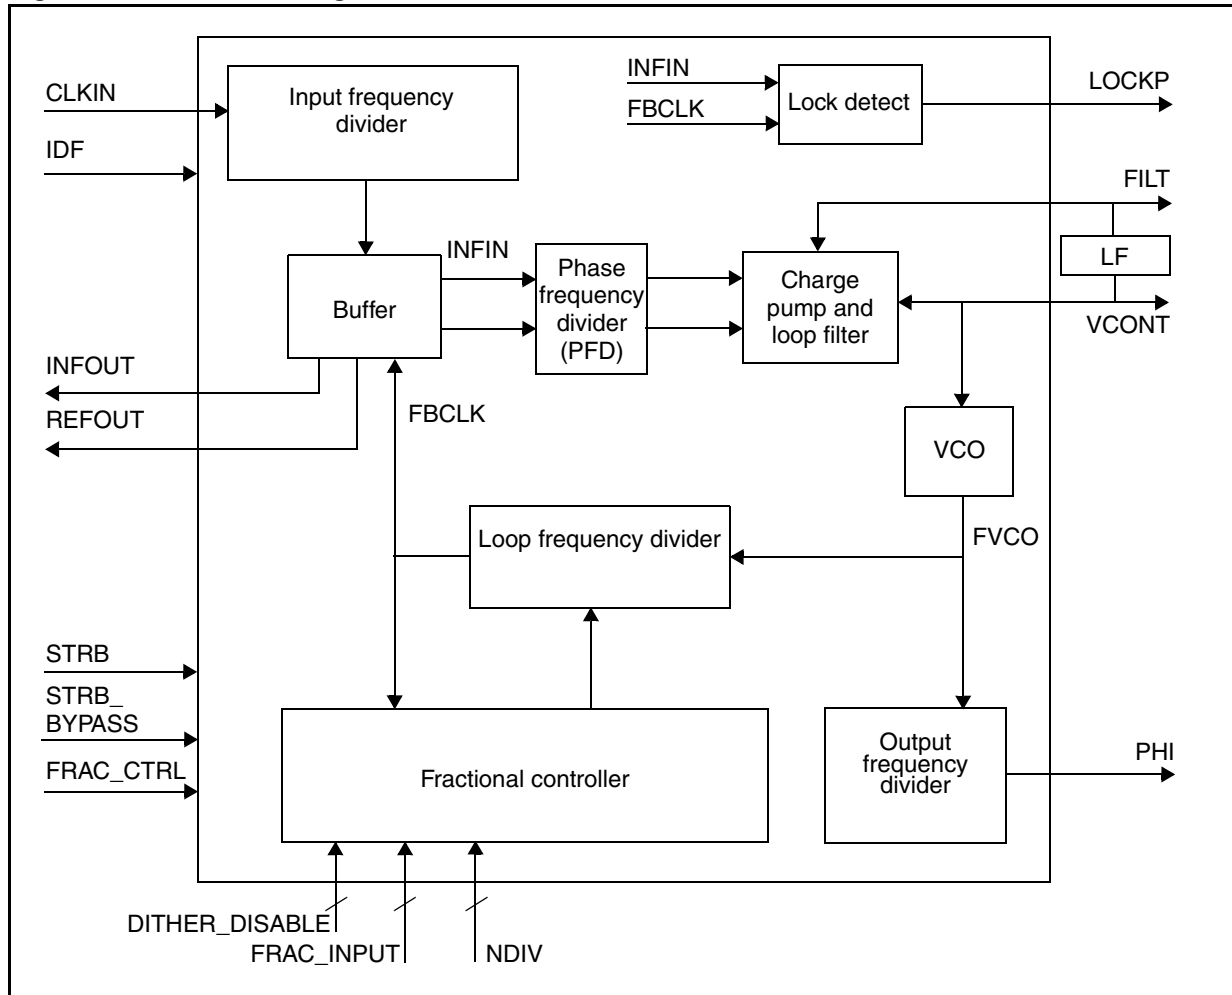 CLKIN
IDF
Input frequency
divider
INFIN
FBCLK
Lock detect
LOCKP
FILT
LF
VCONT
Buffer
INFIN
Phase
frequency
divider
(PFD)
Charge
pump and
loop filter
INFOUT
REFOUT
FBCLK
VCO
Loop frequency divider
FVCO
STRB
STRB_
BYPASS
FRAC_CTRL
Fractional controller
Output
frequency
divider
PHI
DITHER_DISABLE
FRAC_INPUT
NDIV